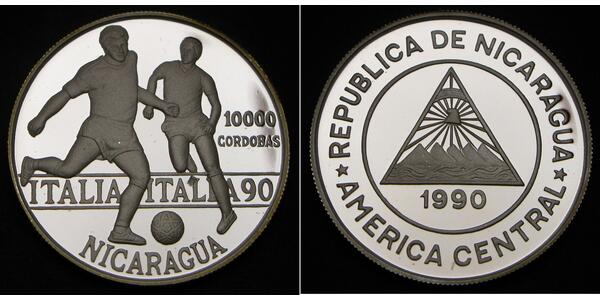 10000
CORDOBAS
ITALIA ITALIA 90
NICARAGUA
REPUBLICA DE NICARAGUA
1990
AMERICA CENTRAL